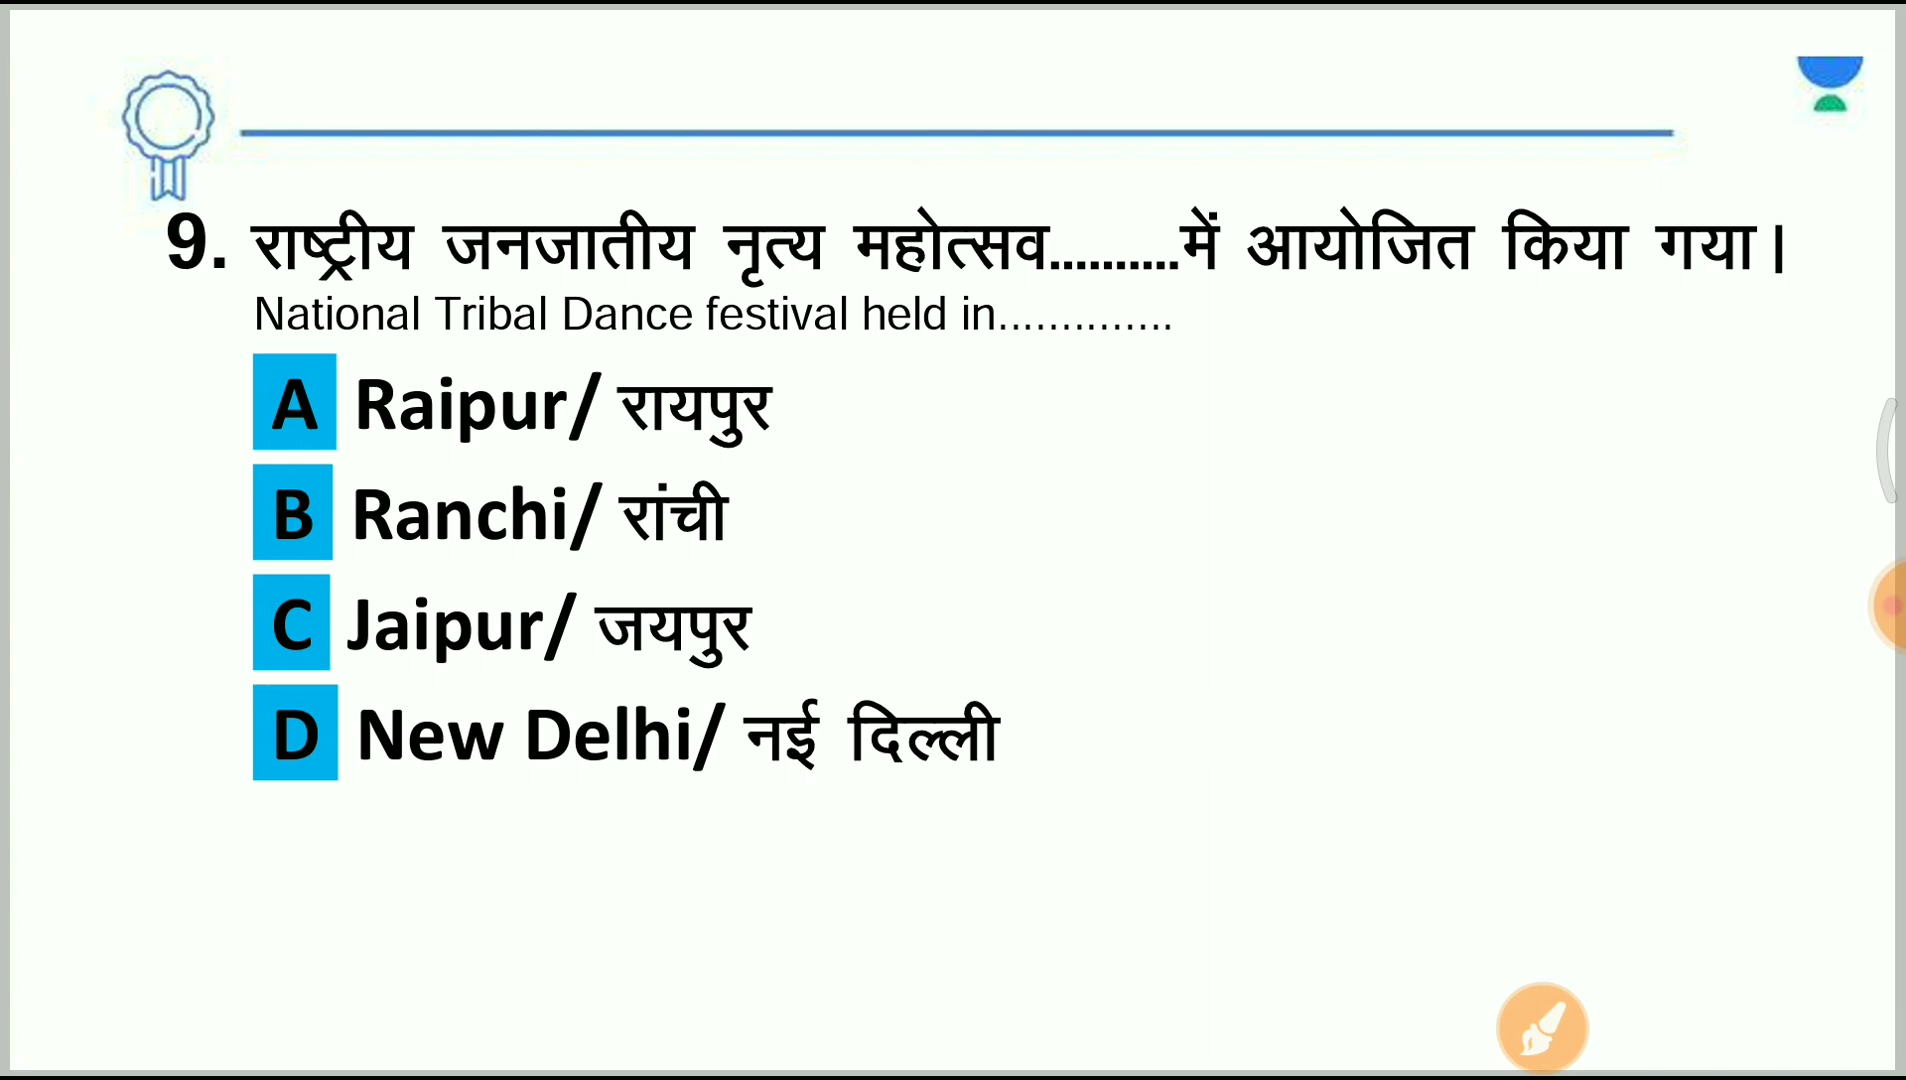 9. राष्ट्रीय जनजातीय नृत्य महोत्सव..........में आयोजित किया गया।
National Tribal Dance festival held in..............
A Raipur/ रायपुर
B Ranchi/ रांची
C Jaipur/ जयपुर
D New Delhi/ नई दिल्ली